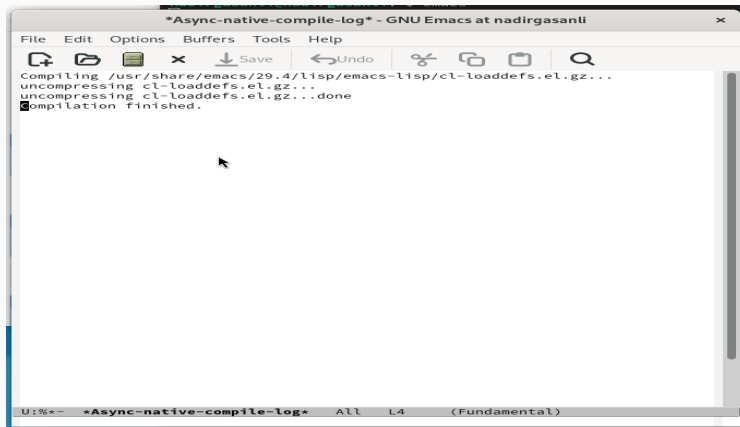 *Async-native-compile-log* - GNU Emacs at nadirgasanli
File Edit Options Buffers Tools Help
Save Undo
Compiling /usr/share/emacs/29.4/lisp/emacs-lisp/cl-loaddefs.el.gz...
uncompressing cl-loaddefs.el.gz...
uncompressing cl-loaddefs.el.gz...done
Compilation finished.
U:%*- *Async-native-compile-log* All L4 (Fundamental)